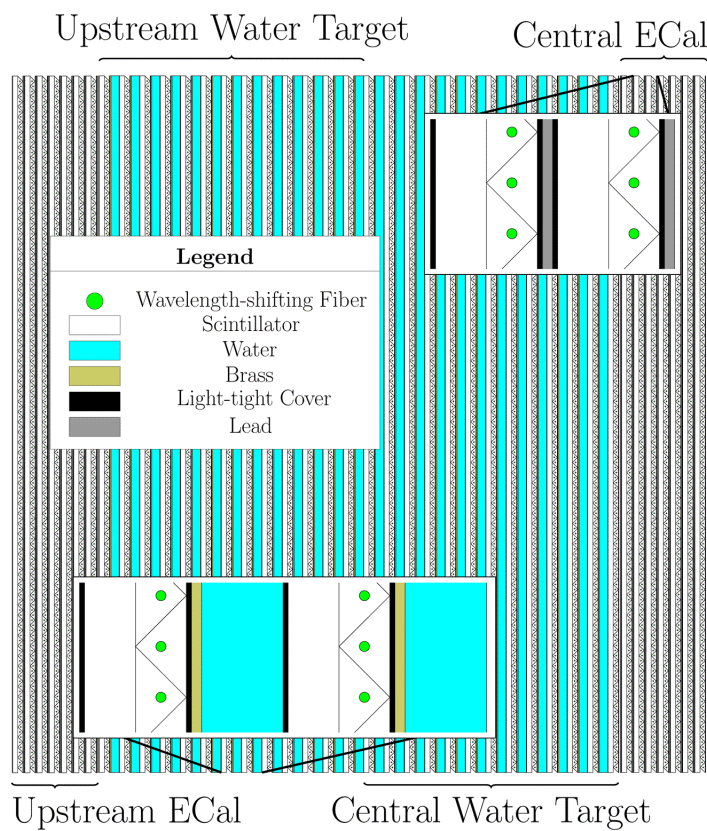 Upstream Water Target
Central ECal
Legend
Wavelength-shifting Fiber
Scintillator
Water
Brass
Light-tight Cover
Lead
Upstream ECal
Central Water Target